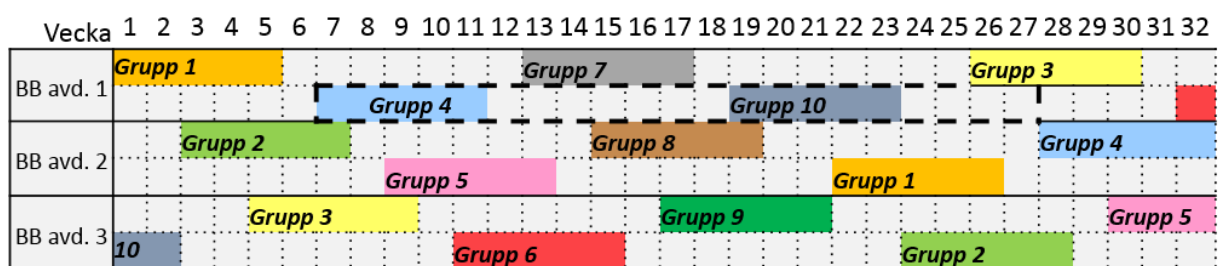 Vecka 1 2 3 4 5 6 7 8 9 10 11 12 13 14 15 16 17 18 19 20 21 22 23 24 25 26 27 28 29 30 31 32
BB avd. 1
Grupp 1 Grupp 7 Grupp 3
Grupp 4 Grupp 10
BB avd. 2
Grupp 2 Grupp 8 Grupp 4
Grupp 5 Grupp 1
BB avd. 3
Grupp 3 Grupp 9 Grupp 5
10 Grupp 6 Grupp 2